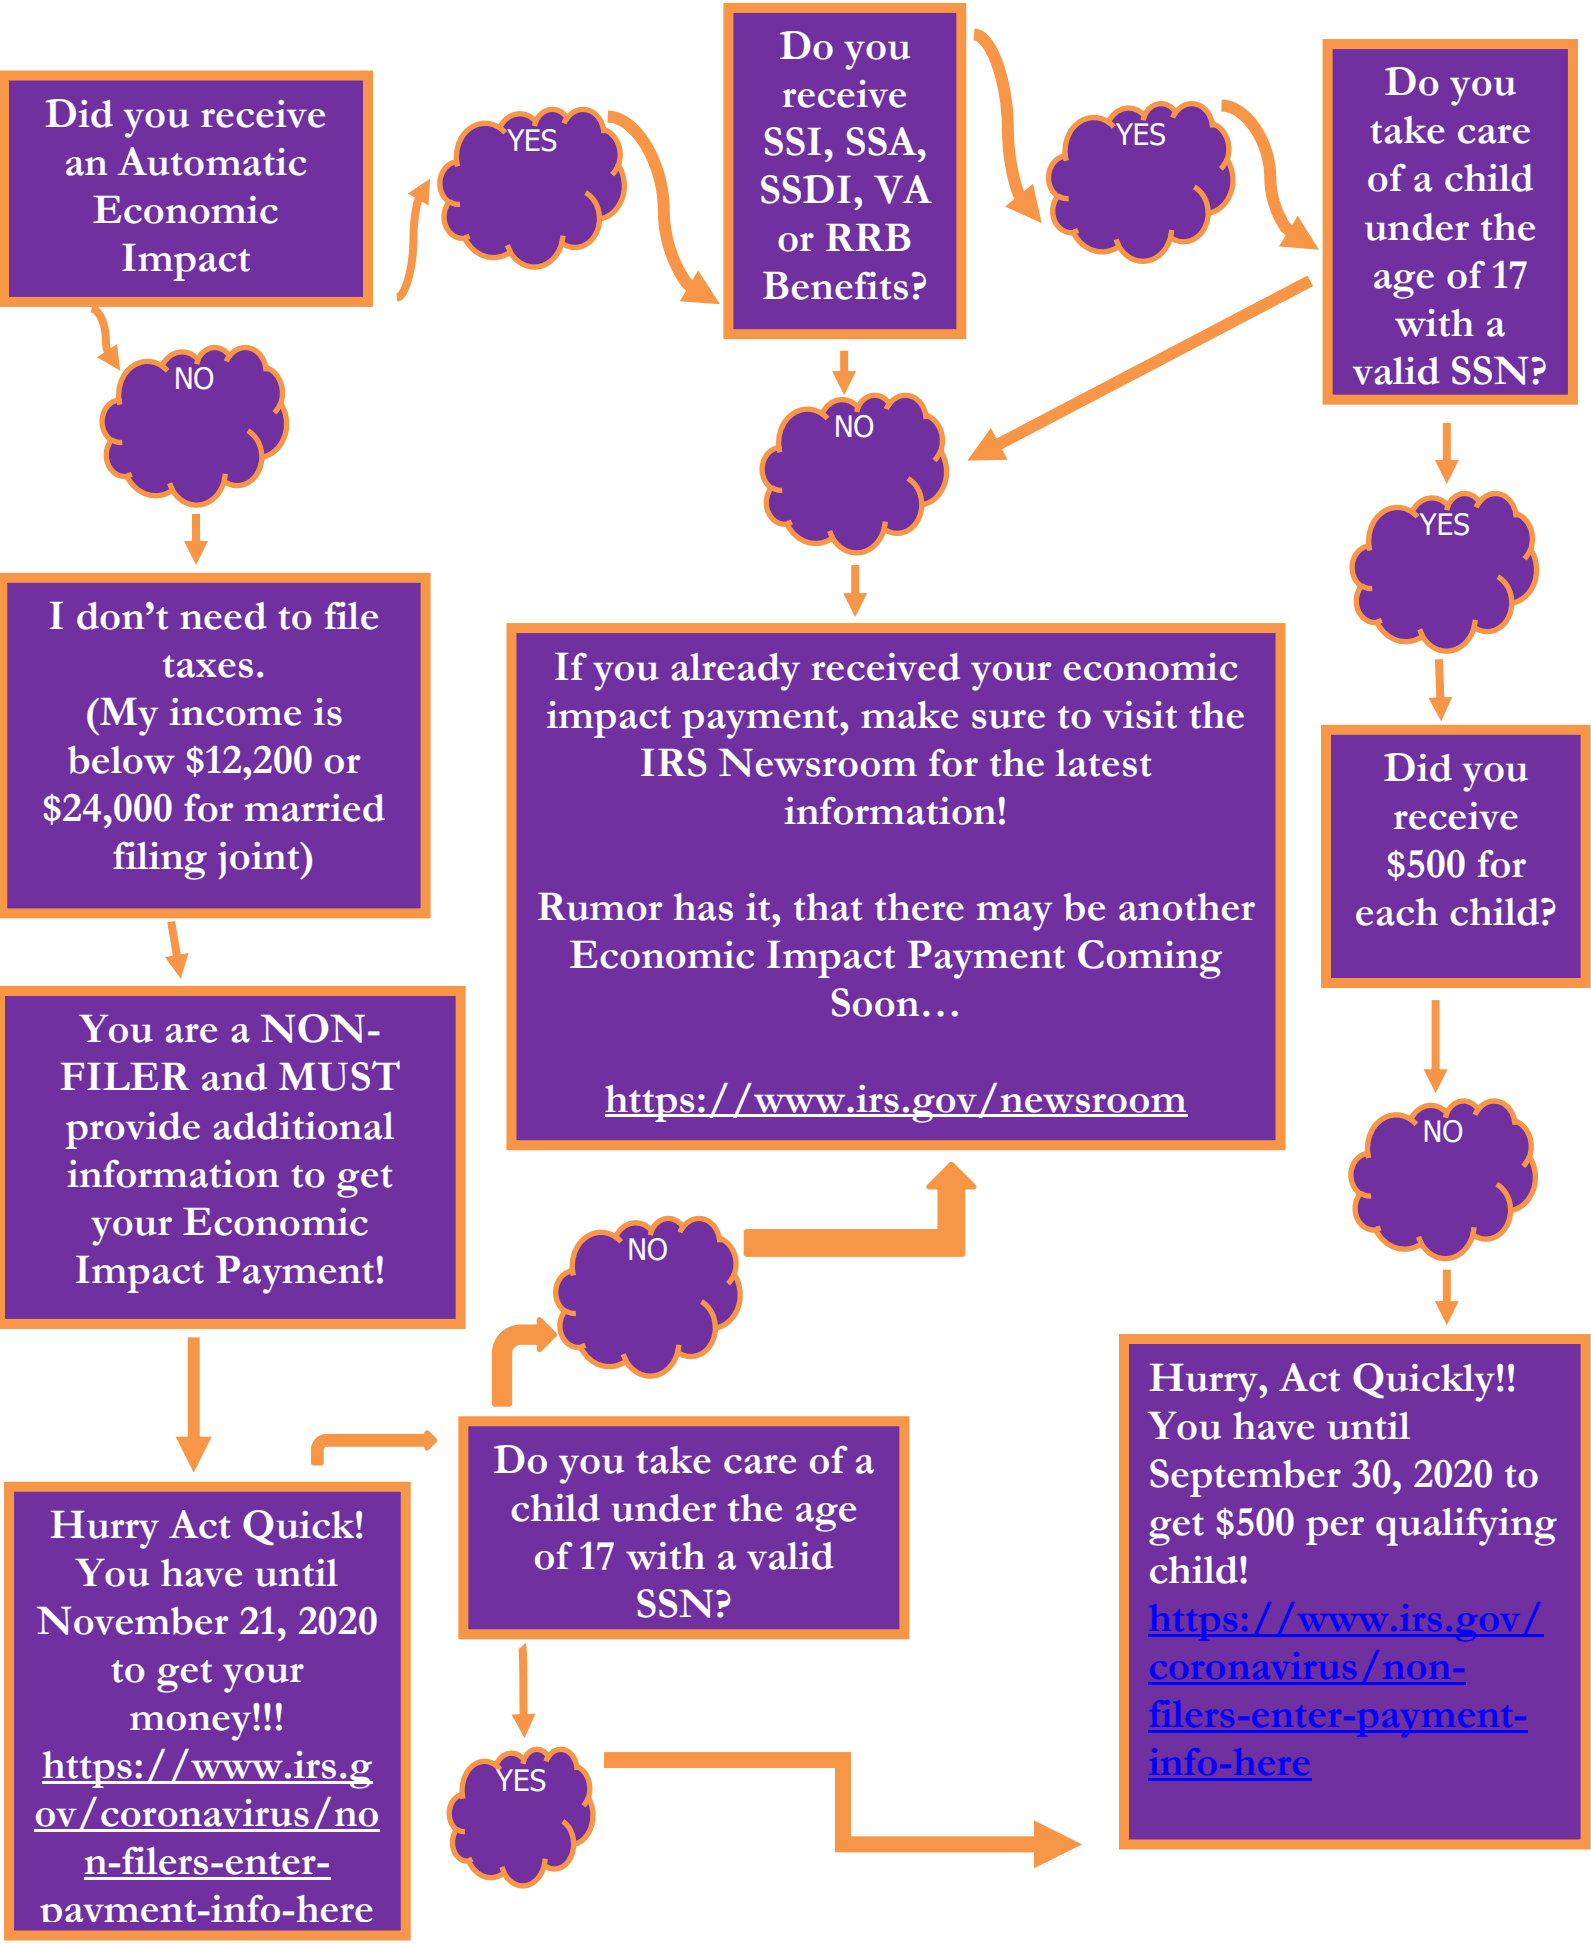 Did you receive
an Automatic
Economic
Impact
YES
Do you
receive
SSI, SSA,
SSDI, VA
or RRB
Benefits?
YES
Do you
take care
of a child
under the
age of 17
with a
valid SSN?
NO
NO
YES
I don’t need to file
taxes.
(My income is
below $12,200 or
$24,000 for married
filing joint)
If you already received your economic
impact payment, make sure to visit the
IRS Newsroom for the latest
information!
Rumor has it, that there may be another
Economic Impact Payment Coming
Soon…
https://www.irs.gov/newsroom
Did you
receive
$500 for
each child?
You are a NON-
FILER and MUST
provide additional
information to get
your Economic
Impact Payment!
NO
NO
Hurry Act Quick!
You have until
November 21, 2020
to get your
money!!!
https://www.irs.g
ov/coronavirus/no
n-filers-enter-
payment-info-here
Do you take care of a
child under the age
of 17 with a valid
SSN?
YES
Hurry, Act Quickly!!
You have until
September 30, 2020 to
get $500 per qualifying
child!
https://www.irs.gov/
coronavirus/non-
filers-enter-payment-
info-here